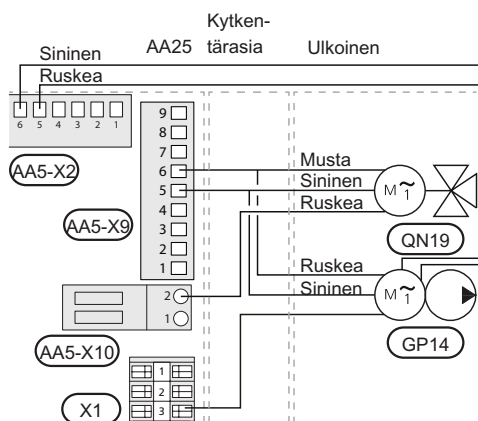 Kytken-
tärasia
AA25
Ulkoinen
Sininen
Ruskea
6 5 4 3 2 1
AA5-X2
9
8
7
6
5
4
3
2
1
AA5-X9
Musta
Sininen
Ruskea
M ~ 1
QN19
Ruskea
Sininen
M ~ 1
GP14
2
1
AA5-X10
1
2
3
X1